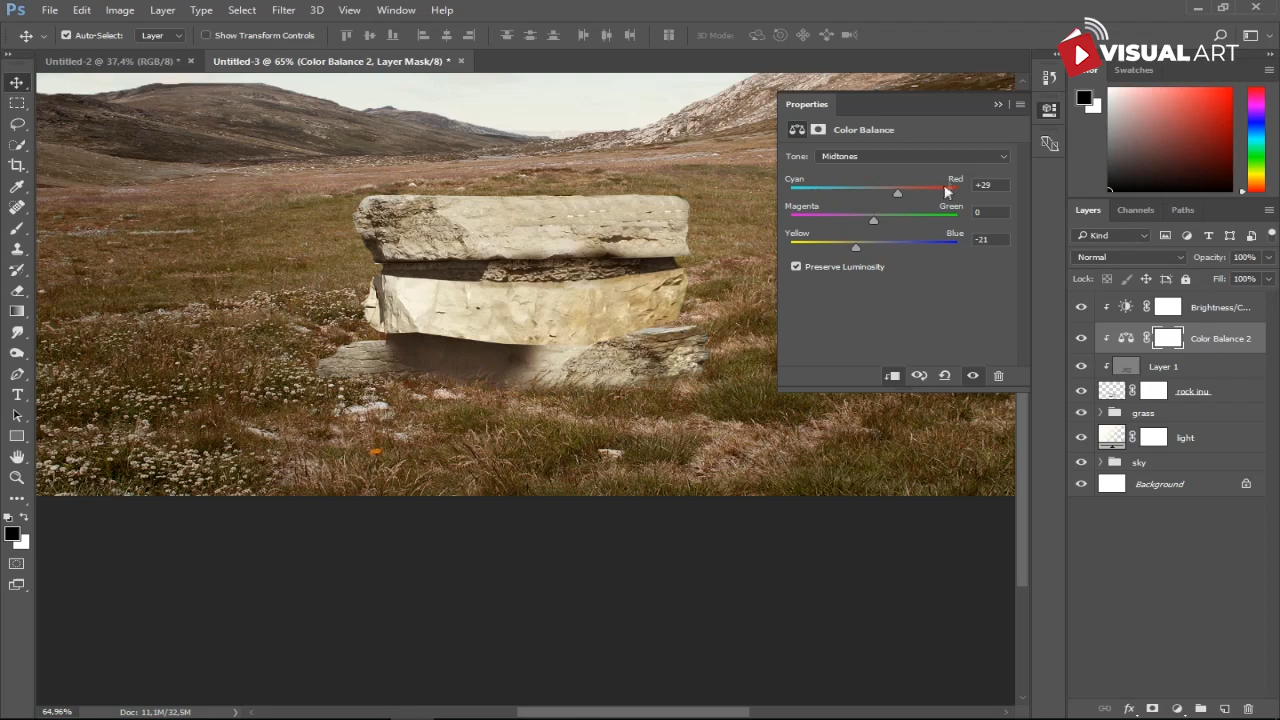 Ps File Edit Image Layer Type Select Filter 3D View Window Help
Auto-Select: Layer Show Transform Controls 3D Mode:
VISUAL ART
Untitled-2 @ 37,4% (RGB/8) * × Untitled-3 @ 65% (Color Balance 2, Layer Mask/8) * ×
Swatches
Properties
Color Balance
Tone: Midtones
Cyan Red +29
Magenta Green 0
Yellow Blue -21
Preserve Luminosity
Layers Channels Paths
Kind
Normal Opacity: 100%
Lock: Fill: 100%
Brightness/C...
Color Balance 2
Layer 1
rock inu
grass
light
sky
Background
64,96% Doc: 11,1M/32,5M